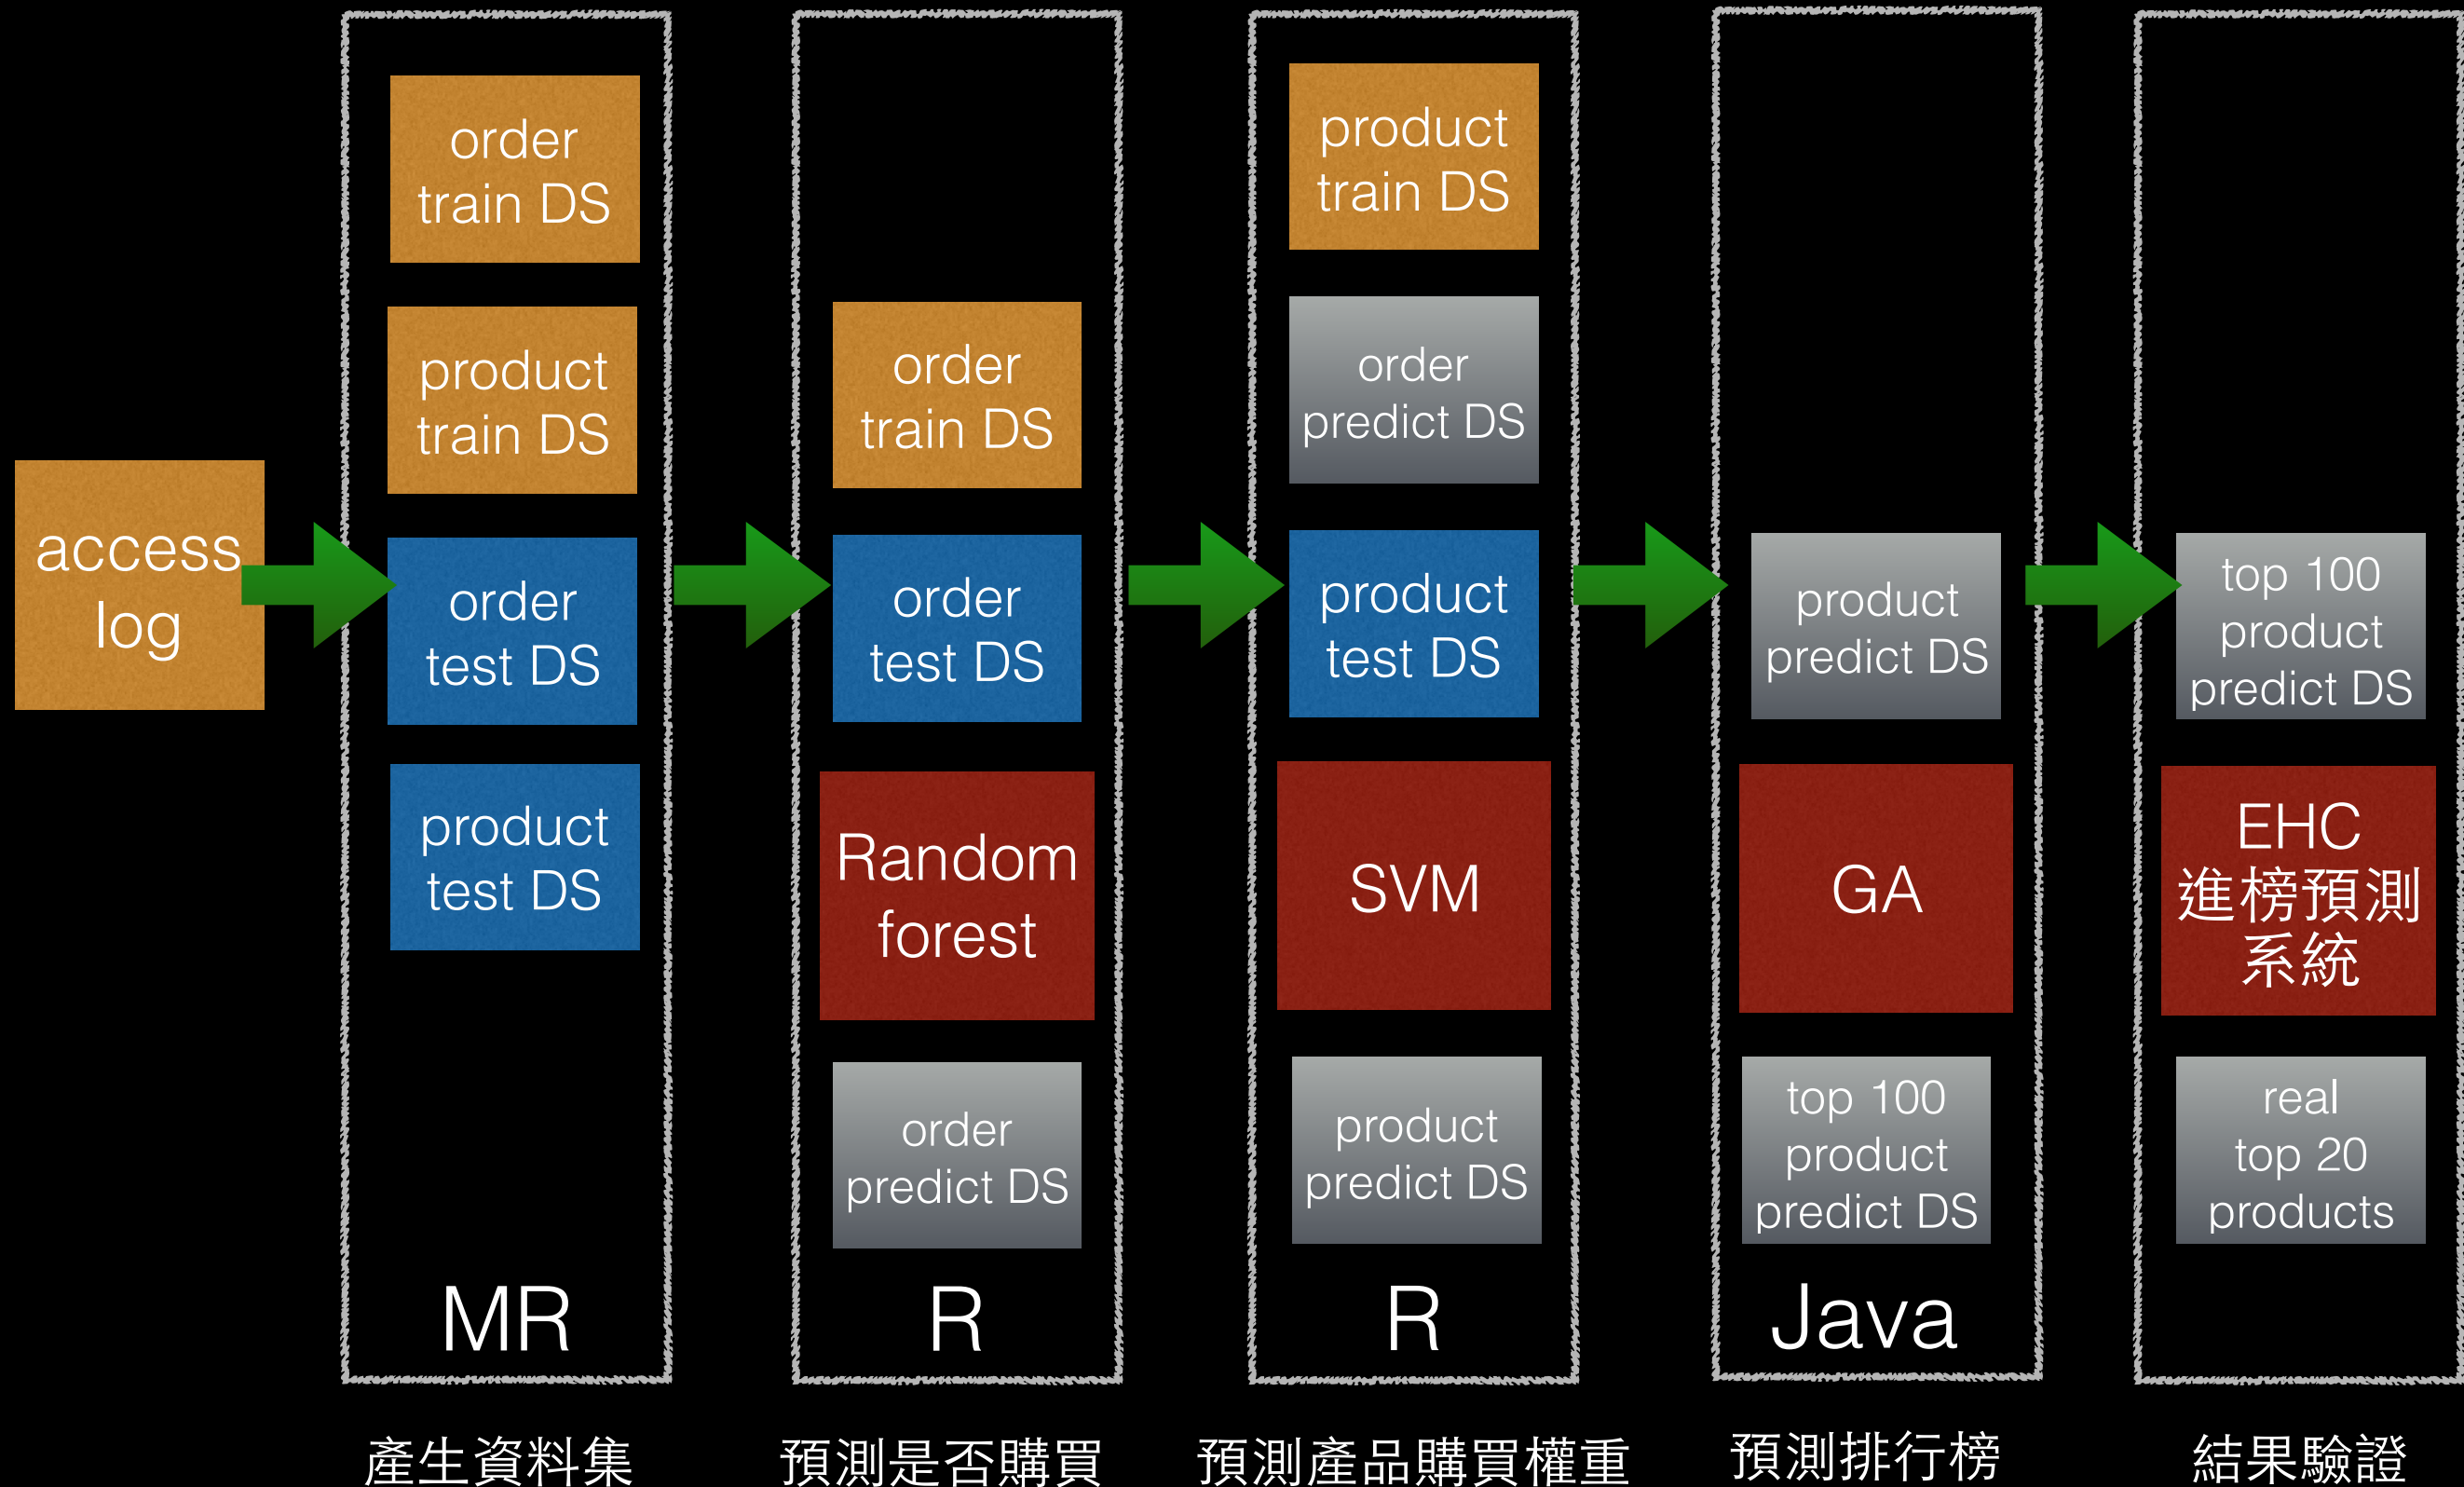 access
log
order
train DS
product
train DS
order
test DS
product
test DS
MR
產生資料集
order
train DS
order
test DS
Random
forest
order
predict DS
R
預測是否購買
product
train DS
order
predict DS
product
test DS
SVM
product
predict DS
R
預測產品購買權重
product
predict DS
GA
top 100
product
predict DS
Java
預測排行榜
top 100
product
predict DS
EHC
進榜預測
系統
real
top 20
products
結果驗證